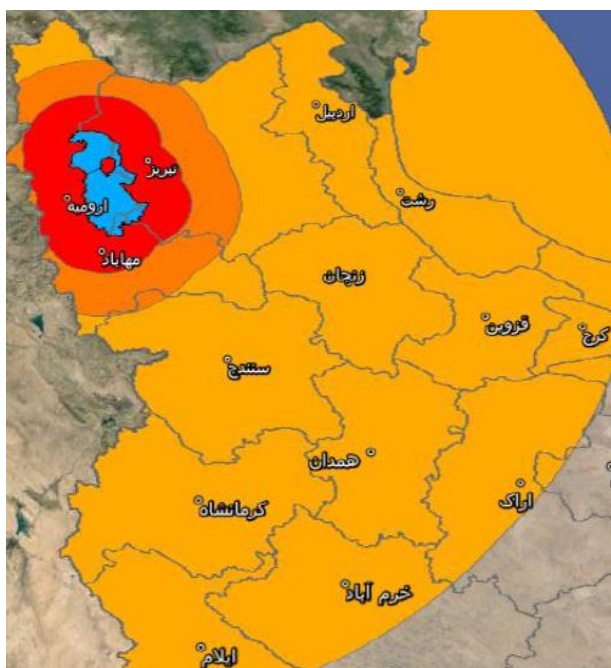 اردبیل
تبریز
رشت
ارومیه
مهاباد
زنجان
قزوین
کرج
سنندج
همدان
اراک
کرمانشاه
خرم آباد
ایلام